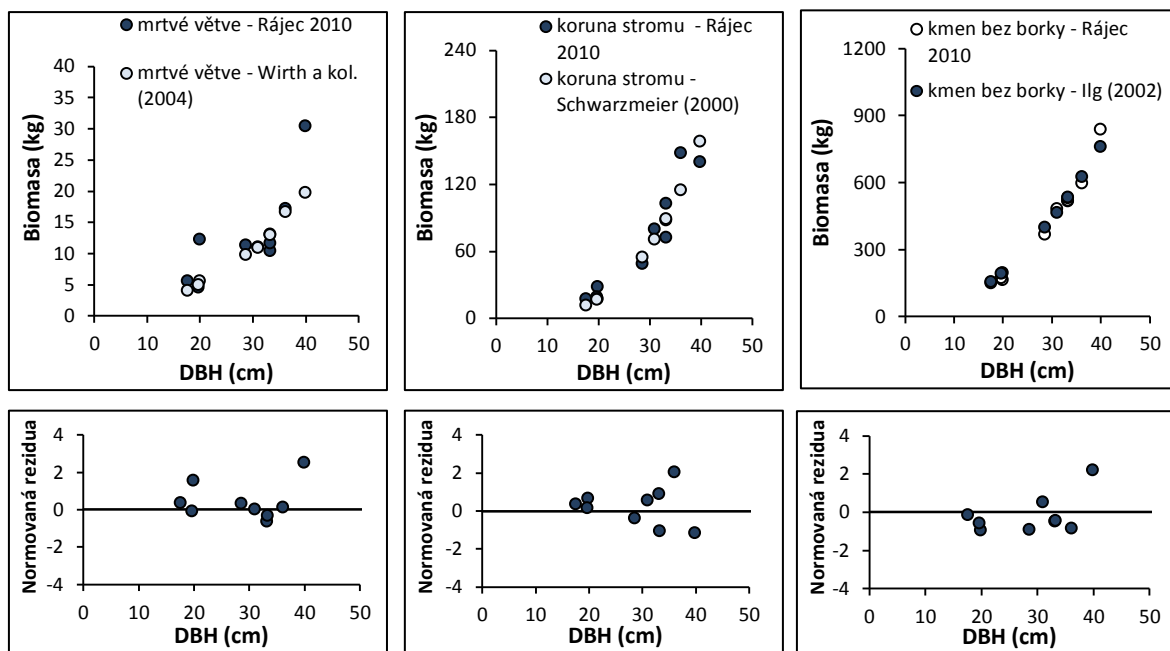 mrtvé větve - Rájec 2010
mrtvé větve - Wirth a kol.
(2004)
Biomasa (kg)
40
35
30
25
20
15
10
5
0
0 10 20 30 40 50
DBH (cm)
koruna stromu - Rájec
2010
koruna stromu -
Schwarzmeier (2000)
Biomasa (kg)
240
180
120
60
0
0 10 20 30 40 50
DBH (cm)
kmen bez borky - Rájec
2010
kmen bez borky - Ilg (2002)
Biomasa (kg)
1200
900
600
300
0
0 10 20 30 40 50
DBH (cm)
Normovaná rezidua
4
2
0
-2
-4
0 10 20 30 40 50
DBH (cm)
Normovaná rezidua
4
2
0
-2
-4
0 10 20 30 40 50
DBH (cm)
Normovaná rezidua
4
2
0
-2
-4
0 10 20 30 40 50
DBH (cm)